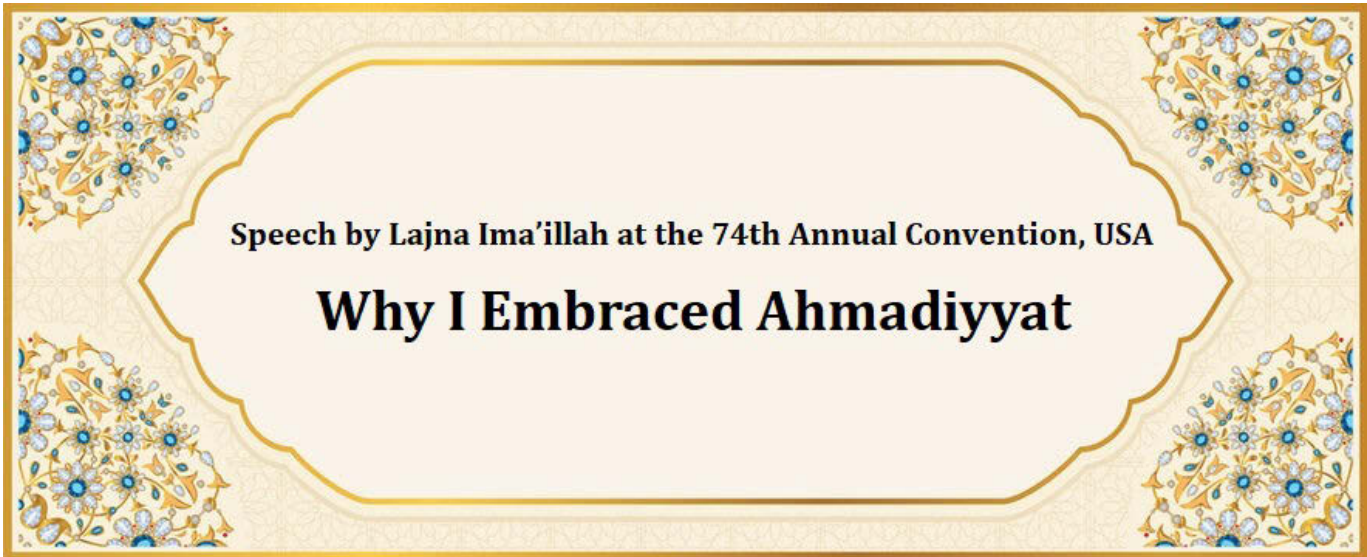 Speech by Lajna Ima’illah at the 74th Annual Convention, USA
Why I Embraced Ahmadiyyat